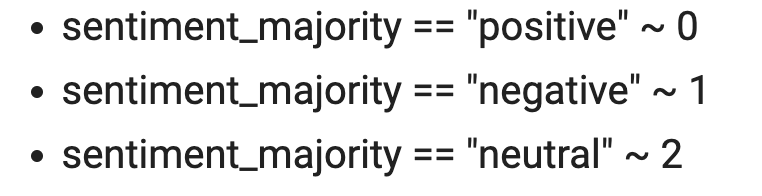 • sentiment_majority == "positive" ~ 0
• sentiment_majority == "negative" ~ 1
• sentiment_majority == "neutral" ~ 2